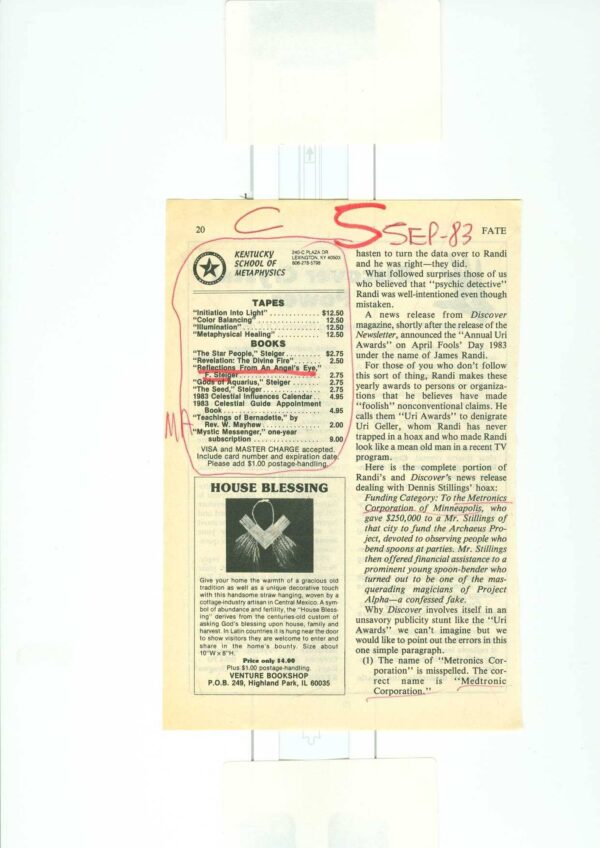 20
C
S
SEP-83
FATE
KENTUCKY
SCHOOL OF
METAPHYSICS
240-C PLAZA DR
LEXINGTON, KY 40503
TAPES
"Initiation Into Light" ............. $12.50
"Color Balancing" ................. 12.50
"Illumination" ..................... 12.50
"Metaphysical Healing" ............. 12.50
BOOKS
"The Star People," Steiger ......... $2.75
"Revelation: The Divine Fire" ...... 2.50
"Reflections From An Angel's Eye,"
F. Steiger ....................... 2.75
"Gods of Aquarius," Steiger ........ 2.75
"The Seed," Steiger ................ 2.75
1983 Celestial Influences Calendar . 4.95
1983 Celestial Guide Appointment
Book ............................. 4.95
"Teachings of Bernadette," by
Rev. W. Mayhew ................... 2.00
"Mystic Messenger," one-year
subscription ..................... 9.00
VISA and MASTER CHARGE accepted.
Include card number and expiration date.
Please add $1.00 postage-handling.
MA
HOUSE BLESSING
Give your home the warmth of a gracious old
tradition as well as a unique decorative touch
with this handsome straw hanging, woven by a
cottage-industry artisan in Central Mexico. A sym-
bol of abundance and fertility, the "House Bless-
ing" derives from the centuries-old custom of
asking God's blessing upon house, family and
harvest. In Latin countries it is hung near the door
to show visitors they are welcome to enter and
share in the home's bounty. Size about
10"W x 8"H.
Price only $4.00
Plus $1.00 postage-handling.
VENTURE BOOKSHOP
P.O.B. 249, Highland Park, IL 60035
hasten to turn the data over to Randi
and he was right—they did.
What followed surprises those of us
who believed that "psychic detective"
Randi was well-intentioned even though
mistaken.
A news release from Discover
magazine, shortly after the release of the
Newsletter, announced the "Annual Uri
Awards" on April Fools' Day 1983
under the name of James Randi.
For those of you who don't follow
this sort of thing, Randi makes these
yearly awards to persons or organiza-
tions that he believes have made
"foolish" nonconventional claims. He
calls them "Uri Awards" to denigrate
Uri Geller, whom Randi has never
trapped in a hoax and who made Randi
look like a mean old man in a recent TV
program.
Here is the complete portion of
Randi's and Discover's news release
dealing with Dennis Stillings' hoax:
Funding Category: To the Metronics
Corporation of Minneapolis, who
gave $250,000 to a Mr. Stillings of
that city to fund the Archaeus Pro-
ject, devoted to observing people who
bend spoons at parties. Mr. Stillings
then offered financial assistance to a
prominent young spoon-bender who
turned out to be one of the mas-
querading magicians of Project
Alpha—a confessed fake.
Why Discover involves itself in an
unsavory publicity stunt like the "Uri
Awards" we can't imagine but we
would like to point out the errors in this
one simple paragraph.
(1) The name of "Metronics Cor-
poration" is misspelled. The cor-
rect name is "Medtronic
Corporation."